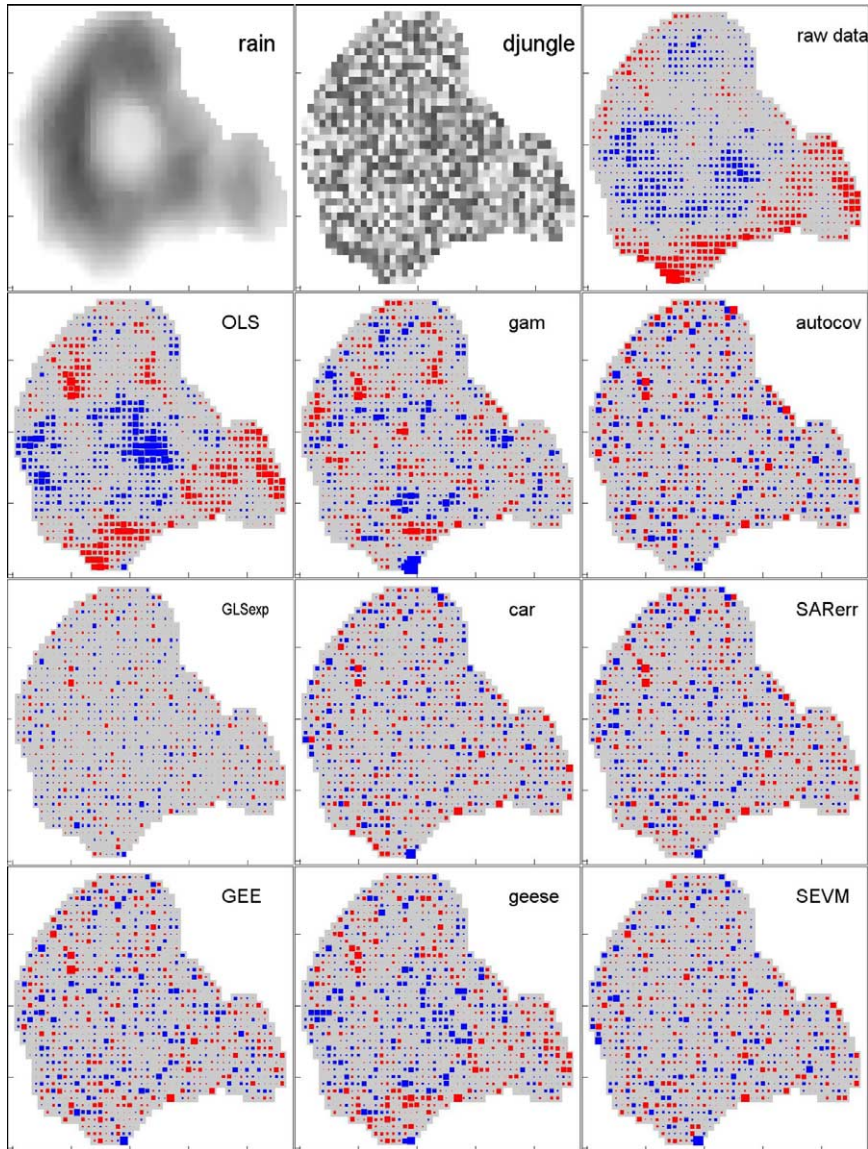 rain
djungle
raw data
OLS
gam
autocov
GLSexp
car
SARerr
GEE
geese
SEVM